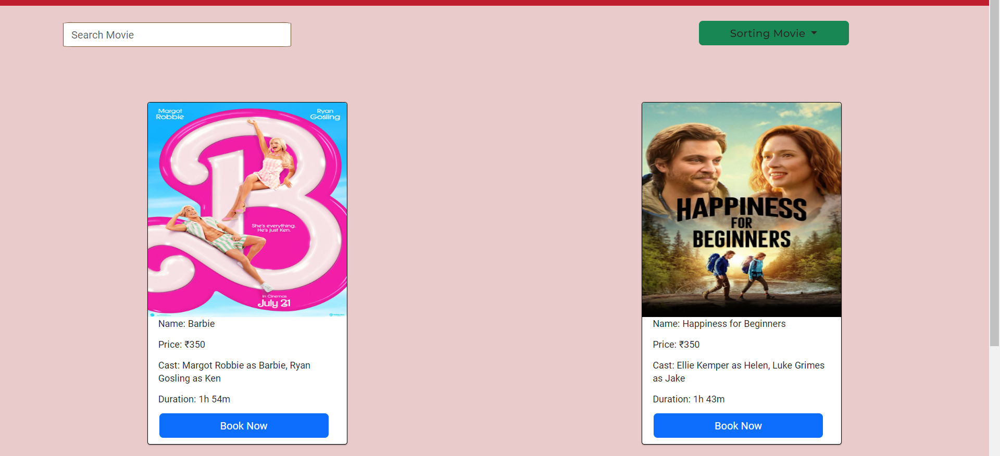 Search Movie
Sorting Movie
Margot
Robbie
Ryan
Gosling
She's everything.
He's just Ken.
In Cinemas
July 21
Name: Barbie
Price: ₹350
Cast: Margot Robbie as Barbie, Ryan
Gosling as Ken
Duration: 1h 54m
Book Now
HAPPINESS
FOR
BEGINNERS
Name: Happiness for Beginners
Price: ₹350
Cast: Ellie Kemper as Helen, Luke Grimes
as Jake
Duration: 1h 43m
Book Now